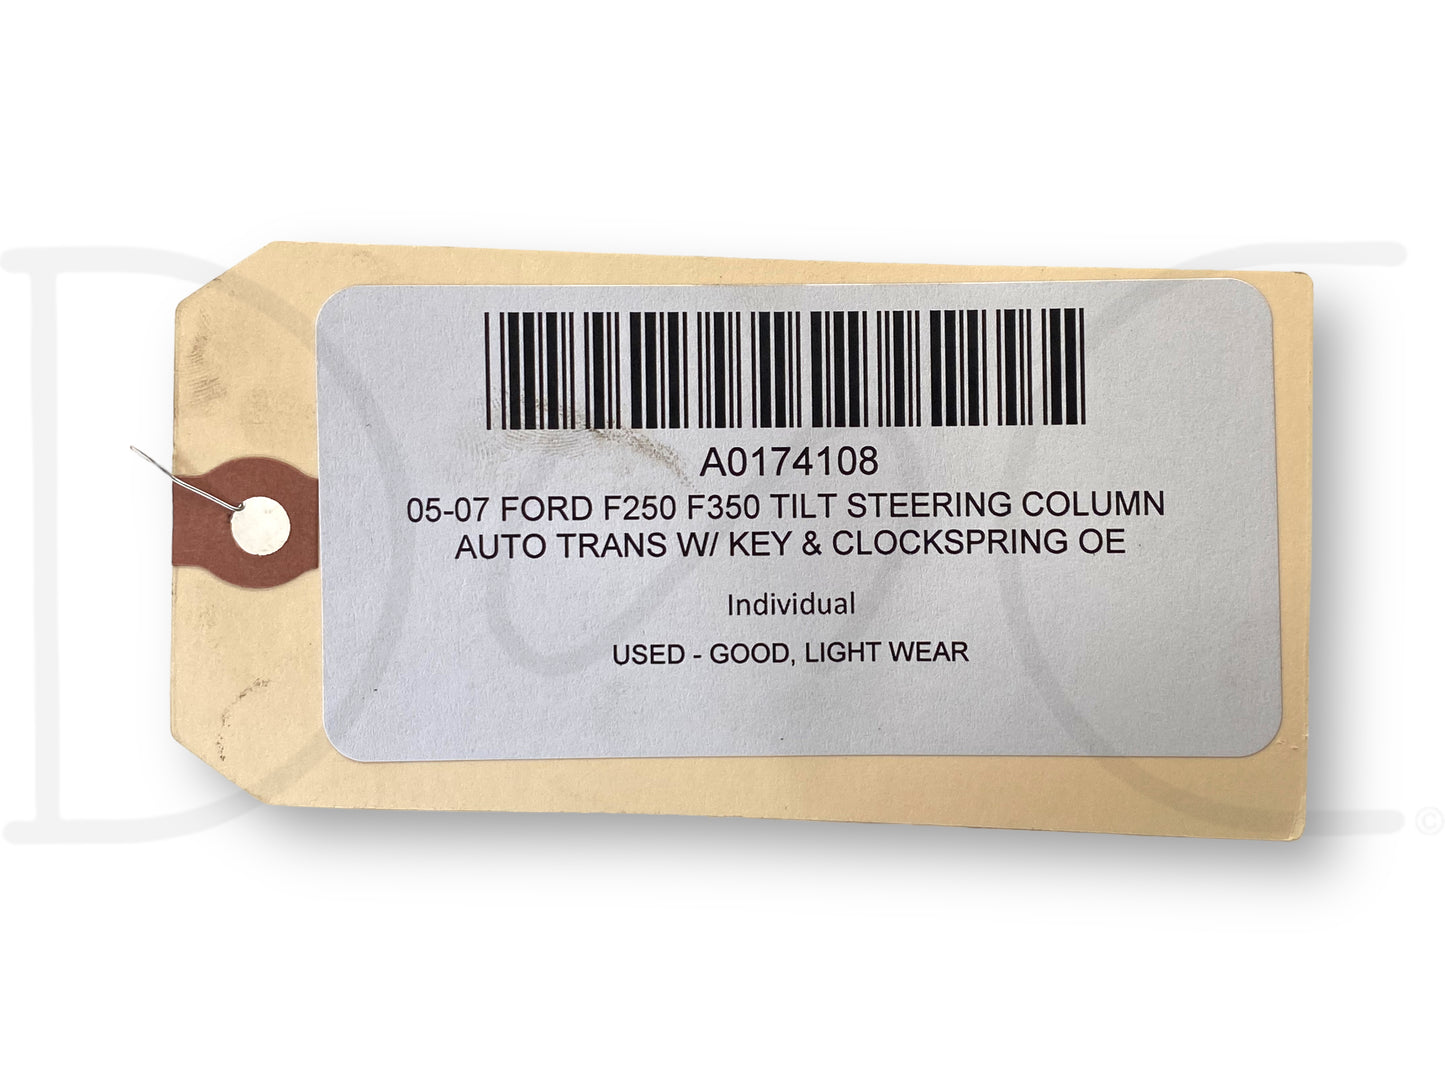 A0174108
05-07 FORD F250 F350 TILT STEERING COLUMN
AUTO TRANS W/ KEY & CLOCKSPRING OE
Individual
USED - GOOD, LIGHT WEAR
D C ©